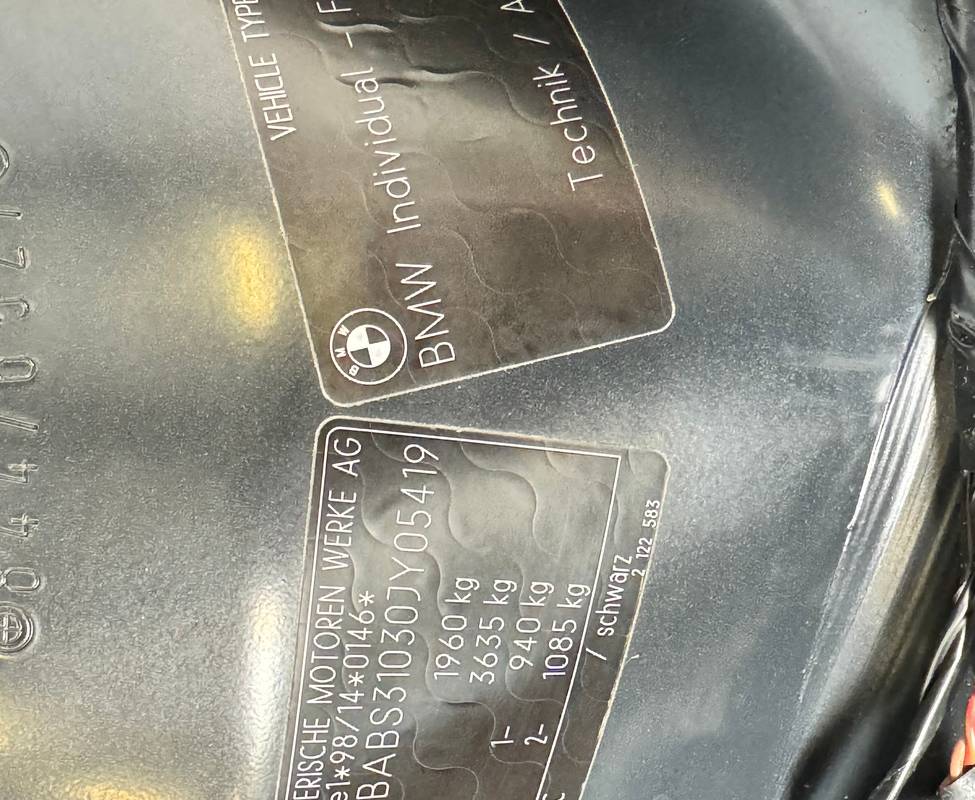 ERISCHE MOTOREN WERKE AG
e1*98/14*0146*
BABS31030JY05419
1960 kg
3635 kg
1- 940 kg
2- 1085 kg
/ schwarz
2 122 583
VEHICLE TYPE
BMW
BMW Individual -F
Technik / A